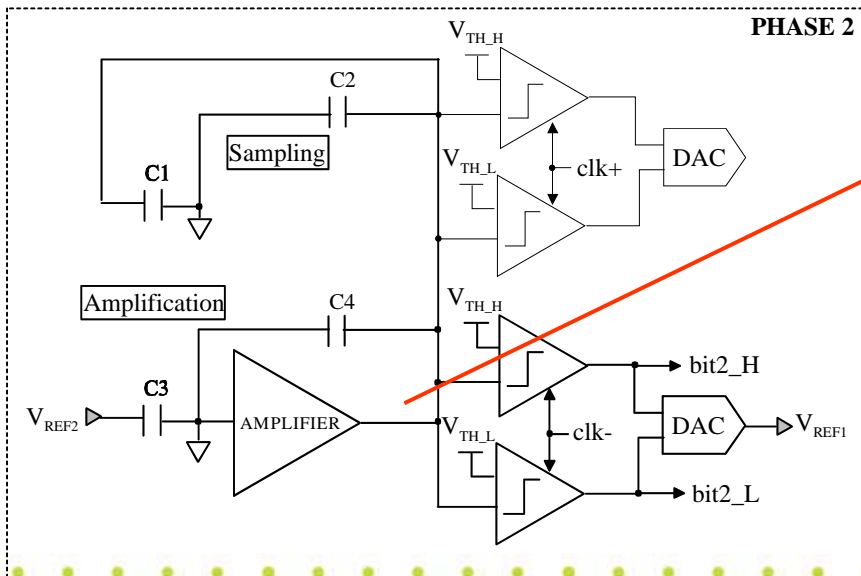 PHASE 2
V_TH_H
C2
Sampling
V_TH_L
clk+
DAC
C1
V_TH_H
Amplification
C4
bit2_H
C3
V_REF2
AMPLIFIER
V_TH_L
clk-
DAC
V_REF1
bit2_L